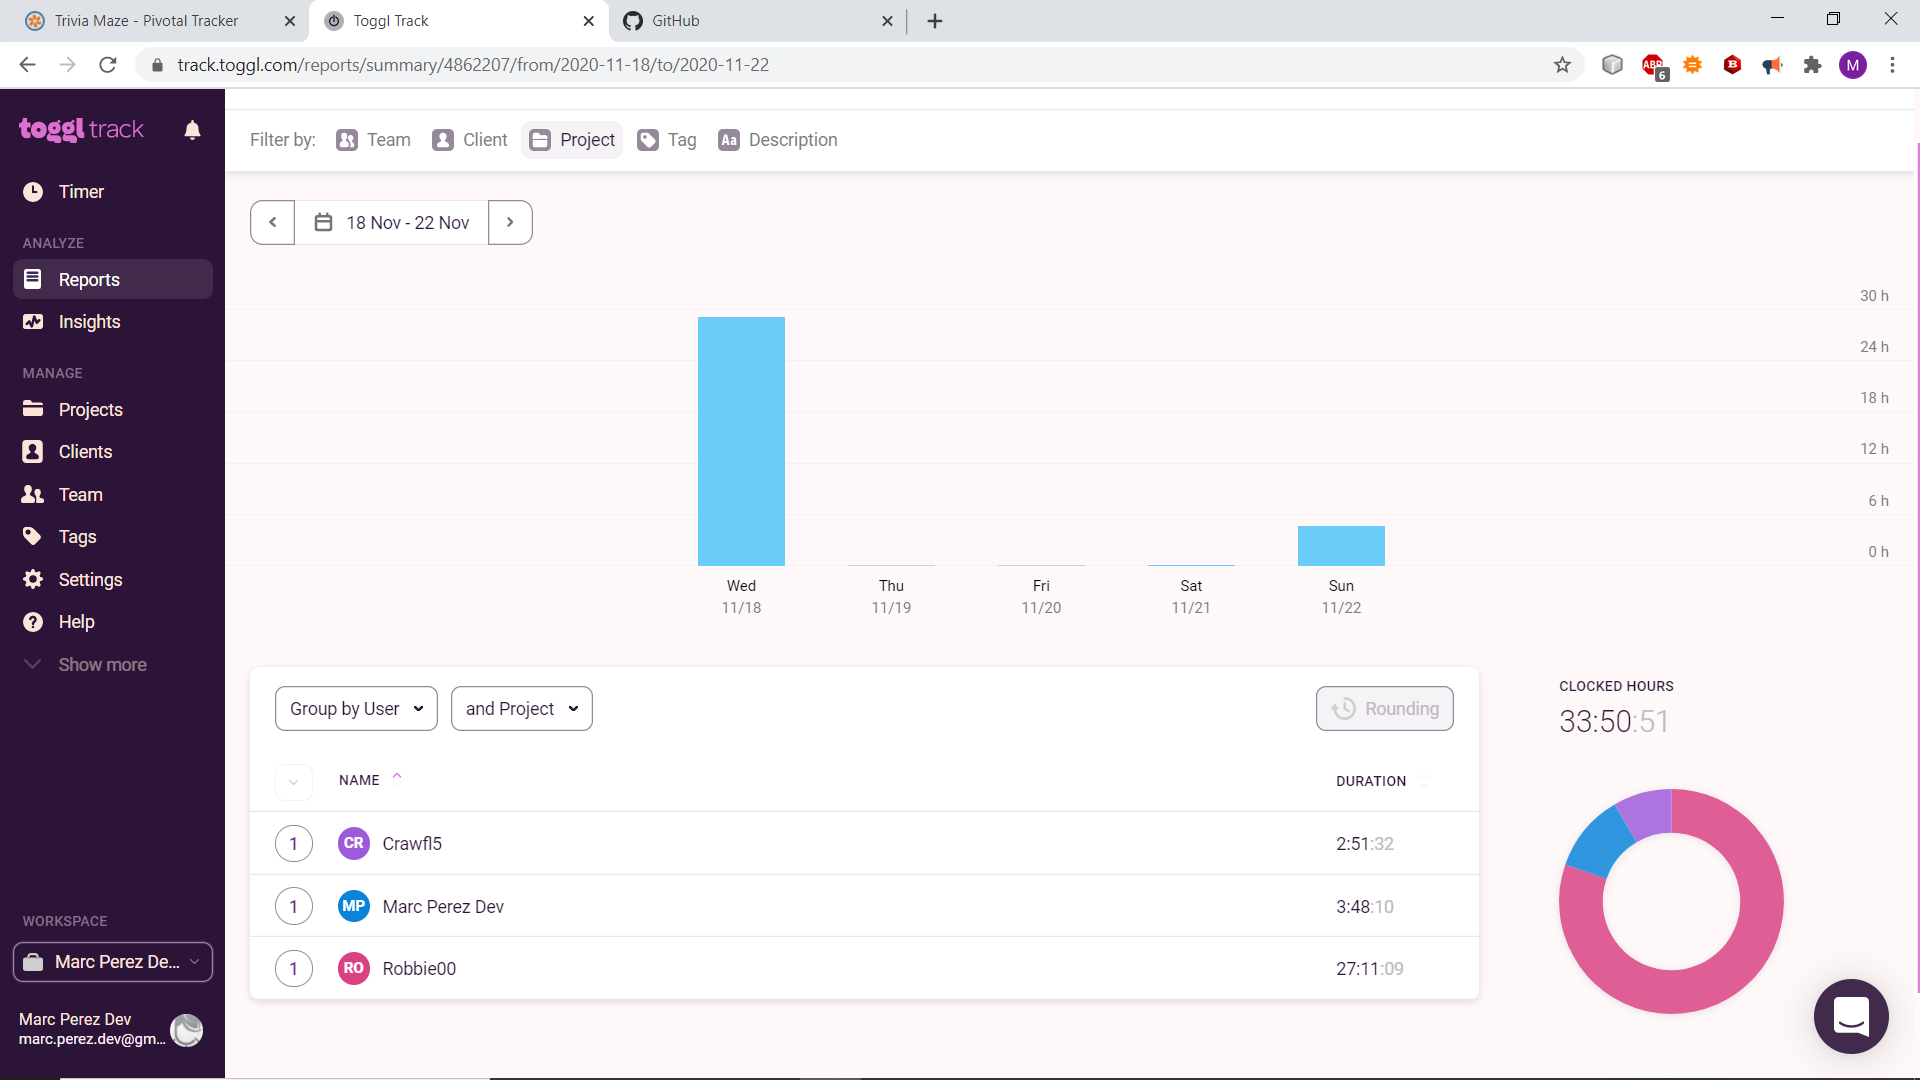 Trivia Maze - Pivotal Tracker
Toggl Track
GitHub
track.toggl.com/reports/summary/4862207/from/2020-11-18/to/2020-11-22
ABP
6
B
M
toggl track
Timer
ANALYZE
Reports
Insights
MANAGE
Projects
Clients
Team
Tags
Settings
Help
Show more
WORKSPACE
Marc Perez De...
Marc Perez Dev
marc.perez.dev@gm...
Filter by:
Team
Client
Project
Tag
Aa
Description
18 Nov - 22 Nov
30 h
24 h
18 h
12 h
6 h
0 h
Wed
11/18
Thu
11/19
Fri
11/20
Sat
11/21
Sun
11/22
Group by User
and Project
Rounding
NAME
DURATION
1 CR Crawfl5 2:51:32
1 MP Marc Perez Dev 3:48:10
1 RO Robbie00 27:11:09
CLOCKED HOURS
33:50:51